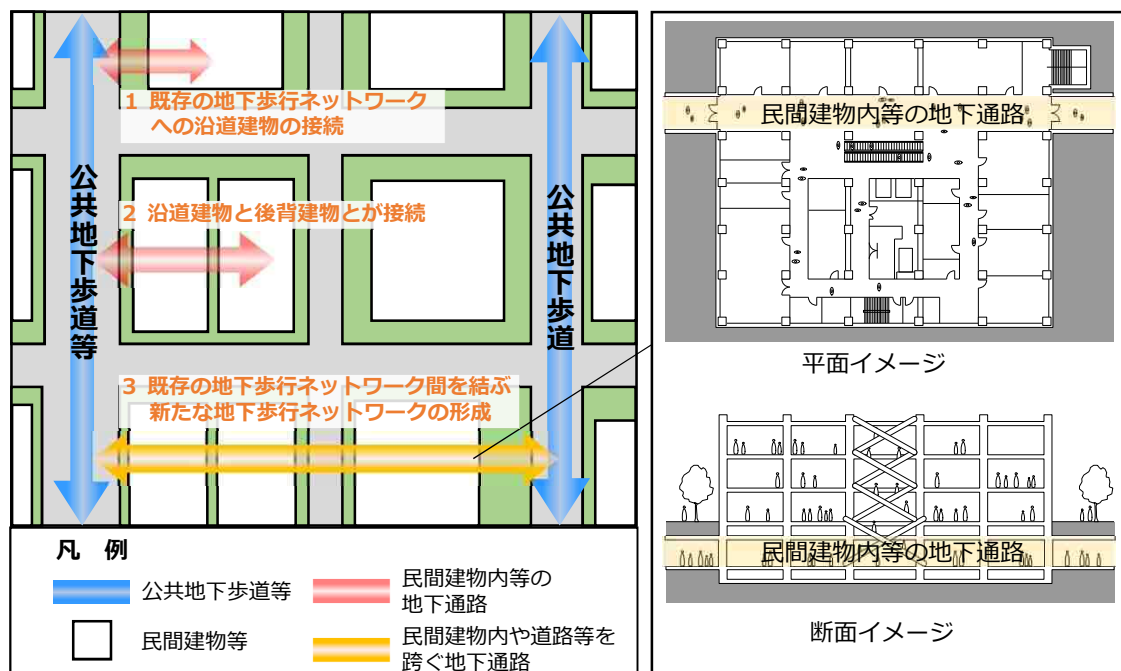 1 既存の地下歩行ネットワーク
への沿道建物の接続
公共地下歩道等
2 沿道建物と後背建物とが接続
公共地下歩道
3 既存の地下歩行ネットワーク間を結ぶ
新たな地下歩行ネットワークの形成
凡 例
公共地下歩道等
民間建物等
民間建物内等の
地下通路
民間建物内や道路等を
跨ぐ地下通路
民間建物内等の地下通路
平面イメージ
民間建物内等の地下通路
断面イメージ